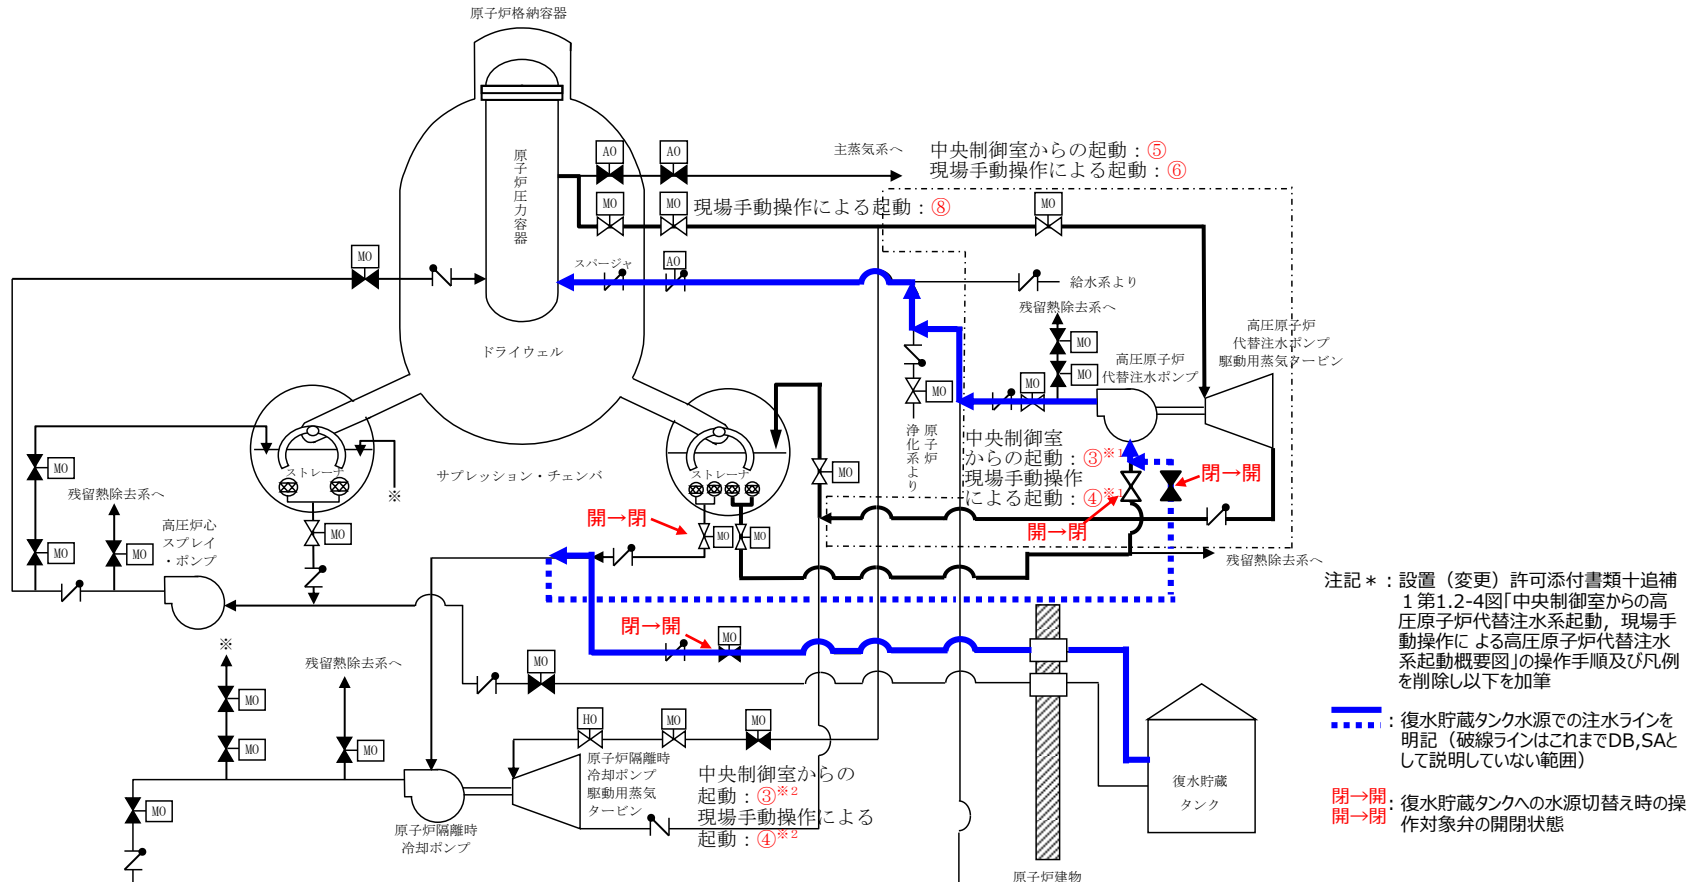 原子炉格納容器
原子炉圧力容器
AO
AO
主蒸気系へ
中央制御室からの起動：⑤
現場手動操作による起動：⑥
MO
MO
現場手動操作による起動：⑧
MO
MO
スパージャ
AO
給水系より
残留熱除去系へ
高圧原子炉
代替注水ポンプ
駆動用蒸気タービン
ドライウェル
MO
MO
高圧原子炉
代替注水ポンプ
MO
MO
原子炉
浄化系より
中央制御室
からの起動：③※1
現場手動操作
による起動：④※1
閉→開
開→閉
ストレーナ
サプレッション・チェンバ
ストレーナ
MO
MO
※
残留熱除去系へ
開→閉
高圧炉心
スプレイ
・ポンプ
MO
MO
MO
MO
MO
残留熱除去系へ
注記＊：設置（変更）許可添付書類十追補
1 第1.2-4図「中央制御室からの高
圧原子炉代替注水系起動，現場手
動操作による高圧原子炉代替注水
系起動概要図」の操作手順及び凡例
を削除し以下を加筆
閉→開
MO
※
残留熱除去系へ
MO
MO
MO
MO
HO
MO
MO
：復水貯蔵タンク水源での注水ラインを
明記（破線ラインはこれまでDB,SAと
して説明していない範囲）
原子炉隔離時
冷却ポンプ
駆動用蒸気
タービン
中央制御室からの
起動：③※2
現場手動操作による
起動：④※2
復水貯蔵
タンク
閉→開
開→閉
：復水貯蔵タンクへの水源切替え時の操
作対象弁の開閉状態
MO
原子炉隔離時
冷却ポンプ
原子炉建物